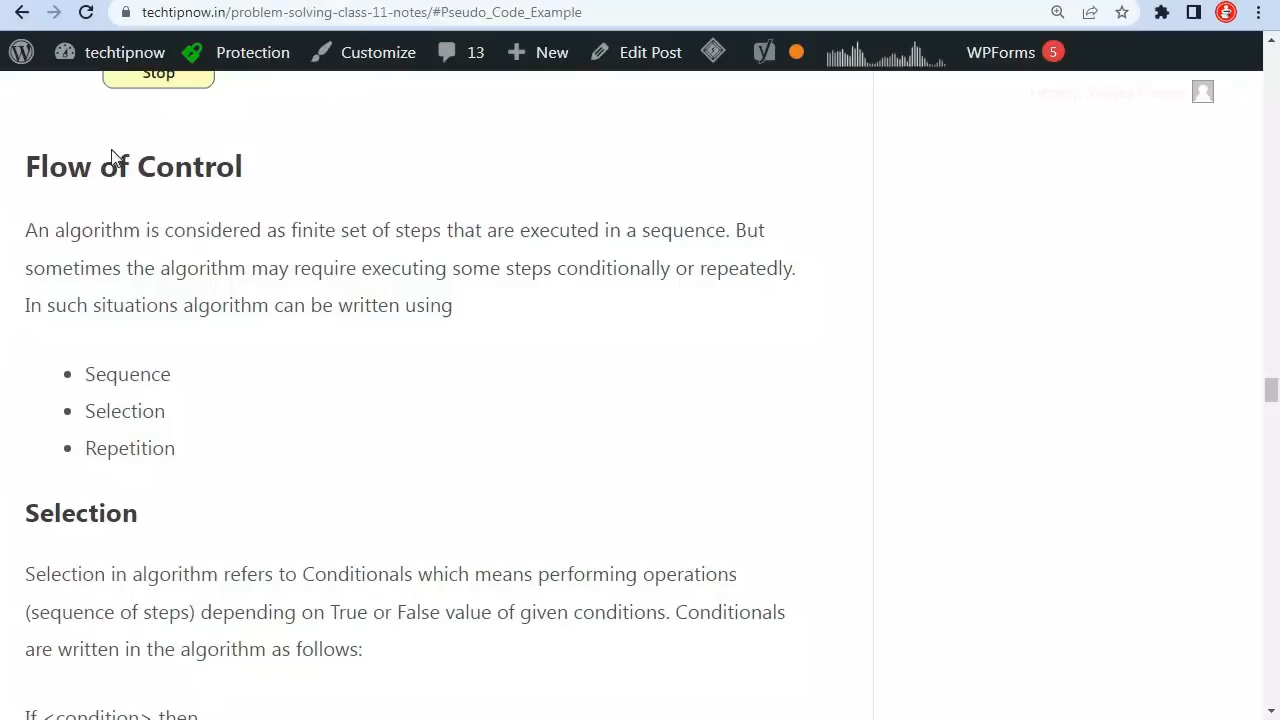 techtipnow.in/problem-solving-class-11-notes/#Pseudo_Code_Example
techtipnow Protection Customize 13 New Edit Post WPForms 5
Stop
Flow of Control
An algorithm is considered as finite set of steps that are executed in a sequence. But
sometimes the algorithm may require executing some steps conditionally or repeatedly.
In such situations algorithm can be written using
• Sequence
• Selection
• Repetition
Selection
Selection in algorithm refers to Conditionals which means performing operations
(sequence of steps) depending on True or False value of given conditions. Conditionals
are written in the algorithm as follows:
If <condition> then